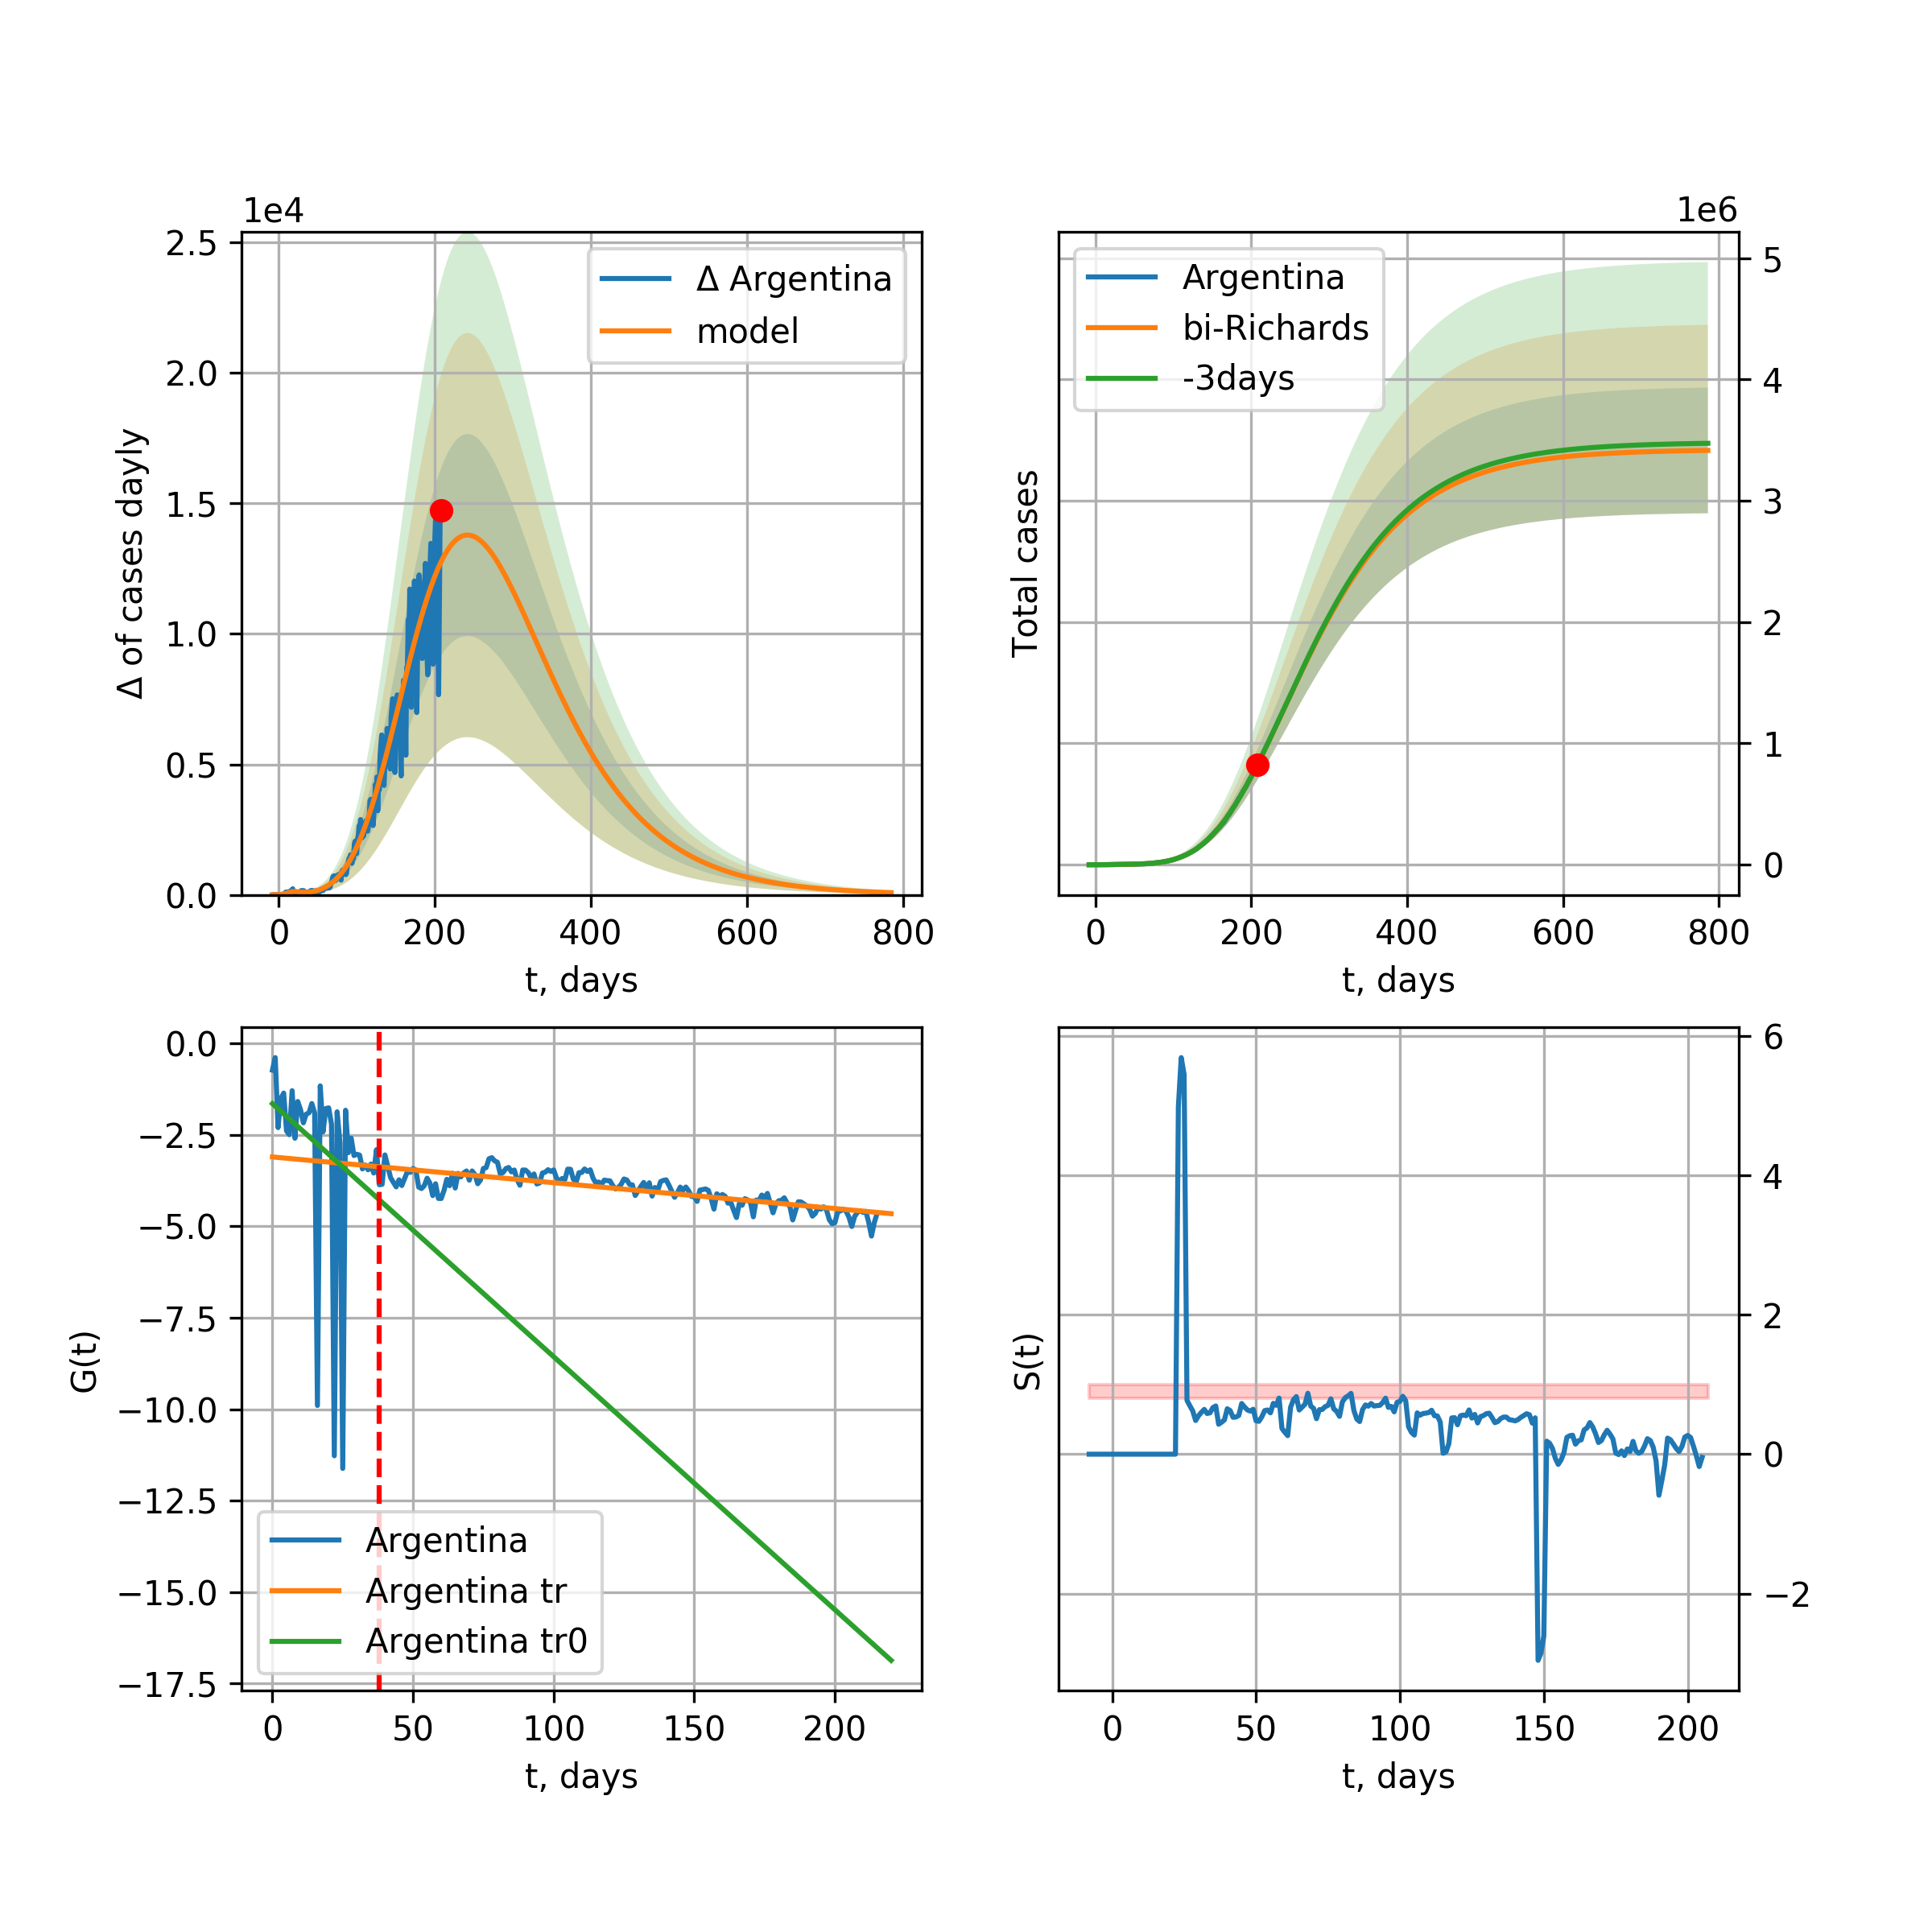 1e4
2.5
2.0
1.5
1.0
0.5
0.0
Δ of cases dayly
Δ Argentina
model
0 200 400 600 800
t, days
1e6
5
4
3
2
1
0
Total cases
Argentina
bi-Richards
-3days
0 200 400 600 800
t, days
0.0
−2.5
−5.0
−7.5
−10.0
−12.5
−15.0
−17.5
G(t)
Argentina
Argentina tr
Argentina tr0
0 50 100 150 200
t, days
6
4
2
0
−2
S(t)
0 50 100 150 200
t, days